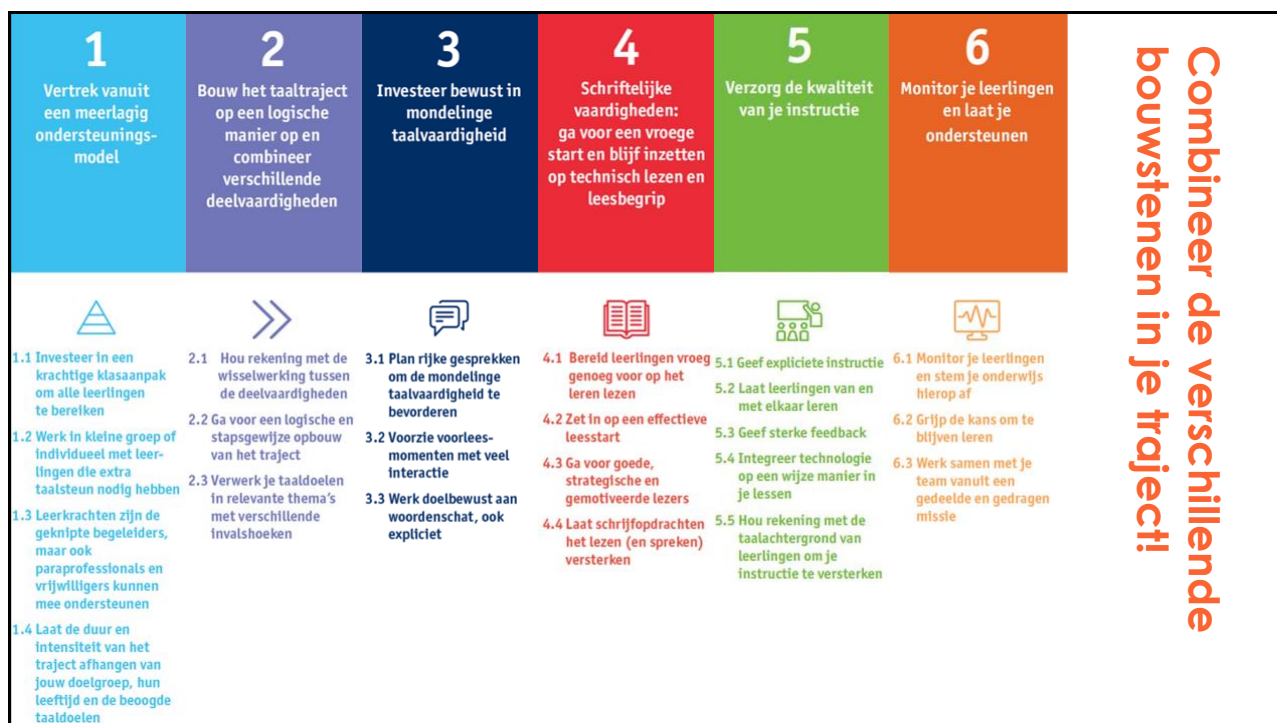 1
Vertrek vanuit
een meerlagig
ondersteunings-
model
2
Bouw het taaltraject
op een logische
manier op en
combineer
verschillende
deelvaardigheden
3
Investeer bewust in
mondelinge
taalvaardigheid
4
Schriftelijke
vaardigheden:
ga voor een vroege
start en blijf inzetten
op technisch lezen en
leesbegrip
5
Verzorg de kwaliteit
van je instructie
6
Monitor je leerlingen
en laat je
ondersteunen
1.1 Investeer in een
krachtige klasaanpak
om alle leerlingen
te bereiken
1.2 Werk in kleine groep of
individueel met leer-
lingen die extra
taalsteun nodig hebben
1.3 Leerkrachten zijn de
geknipte begeleiders,
maar ook
paraprofessionals en
vrijwilligers kunnen
mee ondersteunen
1.4 Laat de duur en
intensiteit van het
traject afhangen van
jouw doelgroep, hun
leeftijd en de beoogde
taaldoelen
2.1 Hou rekening met de
wisselwerking tussen
de deelvaardigheden
2.2 Ga voor een logische en
stapsgewijze opbouw
van het traject
2.3 Verwerk je taaldoelen
in relevante thema's
met verschillende
invalshoeken
3.1 Plan rijke gesprekken
om de mondelinge
taalvaardigheid te
bevorderen
3.2 Voorzie voorlees-
momenten met veel
interactie
3.3 Werk doelbewust aan
woordenschat, ook
expliciet
4.1 Bereid leerlingen vroeg
genoeg voor op het
leren lezen
4.2 Zet in op een effectieve
leesstart
4.3 Ga voor goede,
strategische en
gemotiveerde lezers
4.4 Laat schrijfopdrachten
het lezen (en spreken)
versterken
5.1 Geef expliciete instructie
5.2 Laat leerlingen van en
met elkaar leren
5.3 Geef sterke feedback
5.4 Integreer technologie
op een wijze manier in
je lessen
5.5 Hou rekening met de
taalachtergrond van
leerlingen om je
instructie te versterken
6.1 Monitor je leerlingen
en stem je onderwijs
hierop af
6.2 Grijp de kans om te
blijven leren
6.3 Werk samen met je
team vanuit een
gedeelde en gedragen
missie
Combineer de verschillende
bouwstenen in je traject!